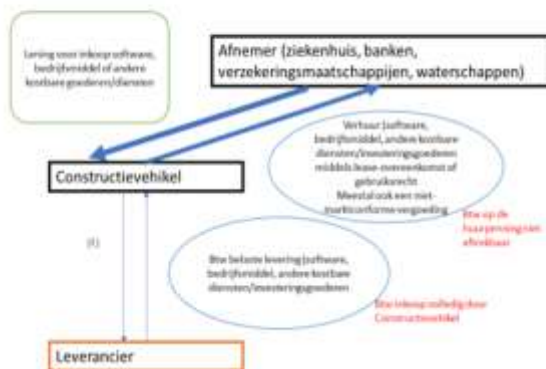 Lening voor inkoop software,
bedrijfsmiddel of andere
kostbare goederen/diensten
Afnemer (ziekenhuis, banken,
verzekeringsmaatschappijen, waterschappen)
Verhuur (software,
bedrijfsmiddel, andere kostbare
diensten/investeringsgoederen
middels lease-overeenkomst of
gebruiksrecht
Meestal ook een niet-
marktconforme vergoeding
Constructievehikel
Btw op de
huurpenning niet
aftrekbaar
Btw belaste levering (software,
bedrijfsmiddel, andere kostbare
diensten/investeringsgoederen
Btw inkoop volledig door
Constructievehikel
Leverancier